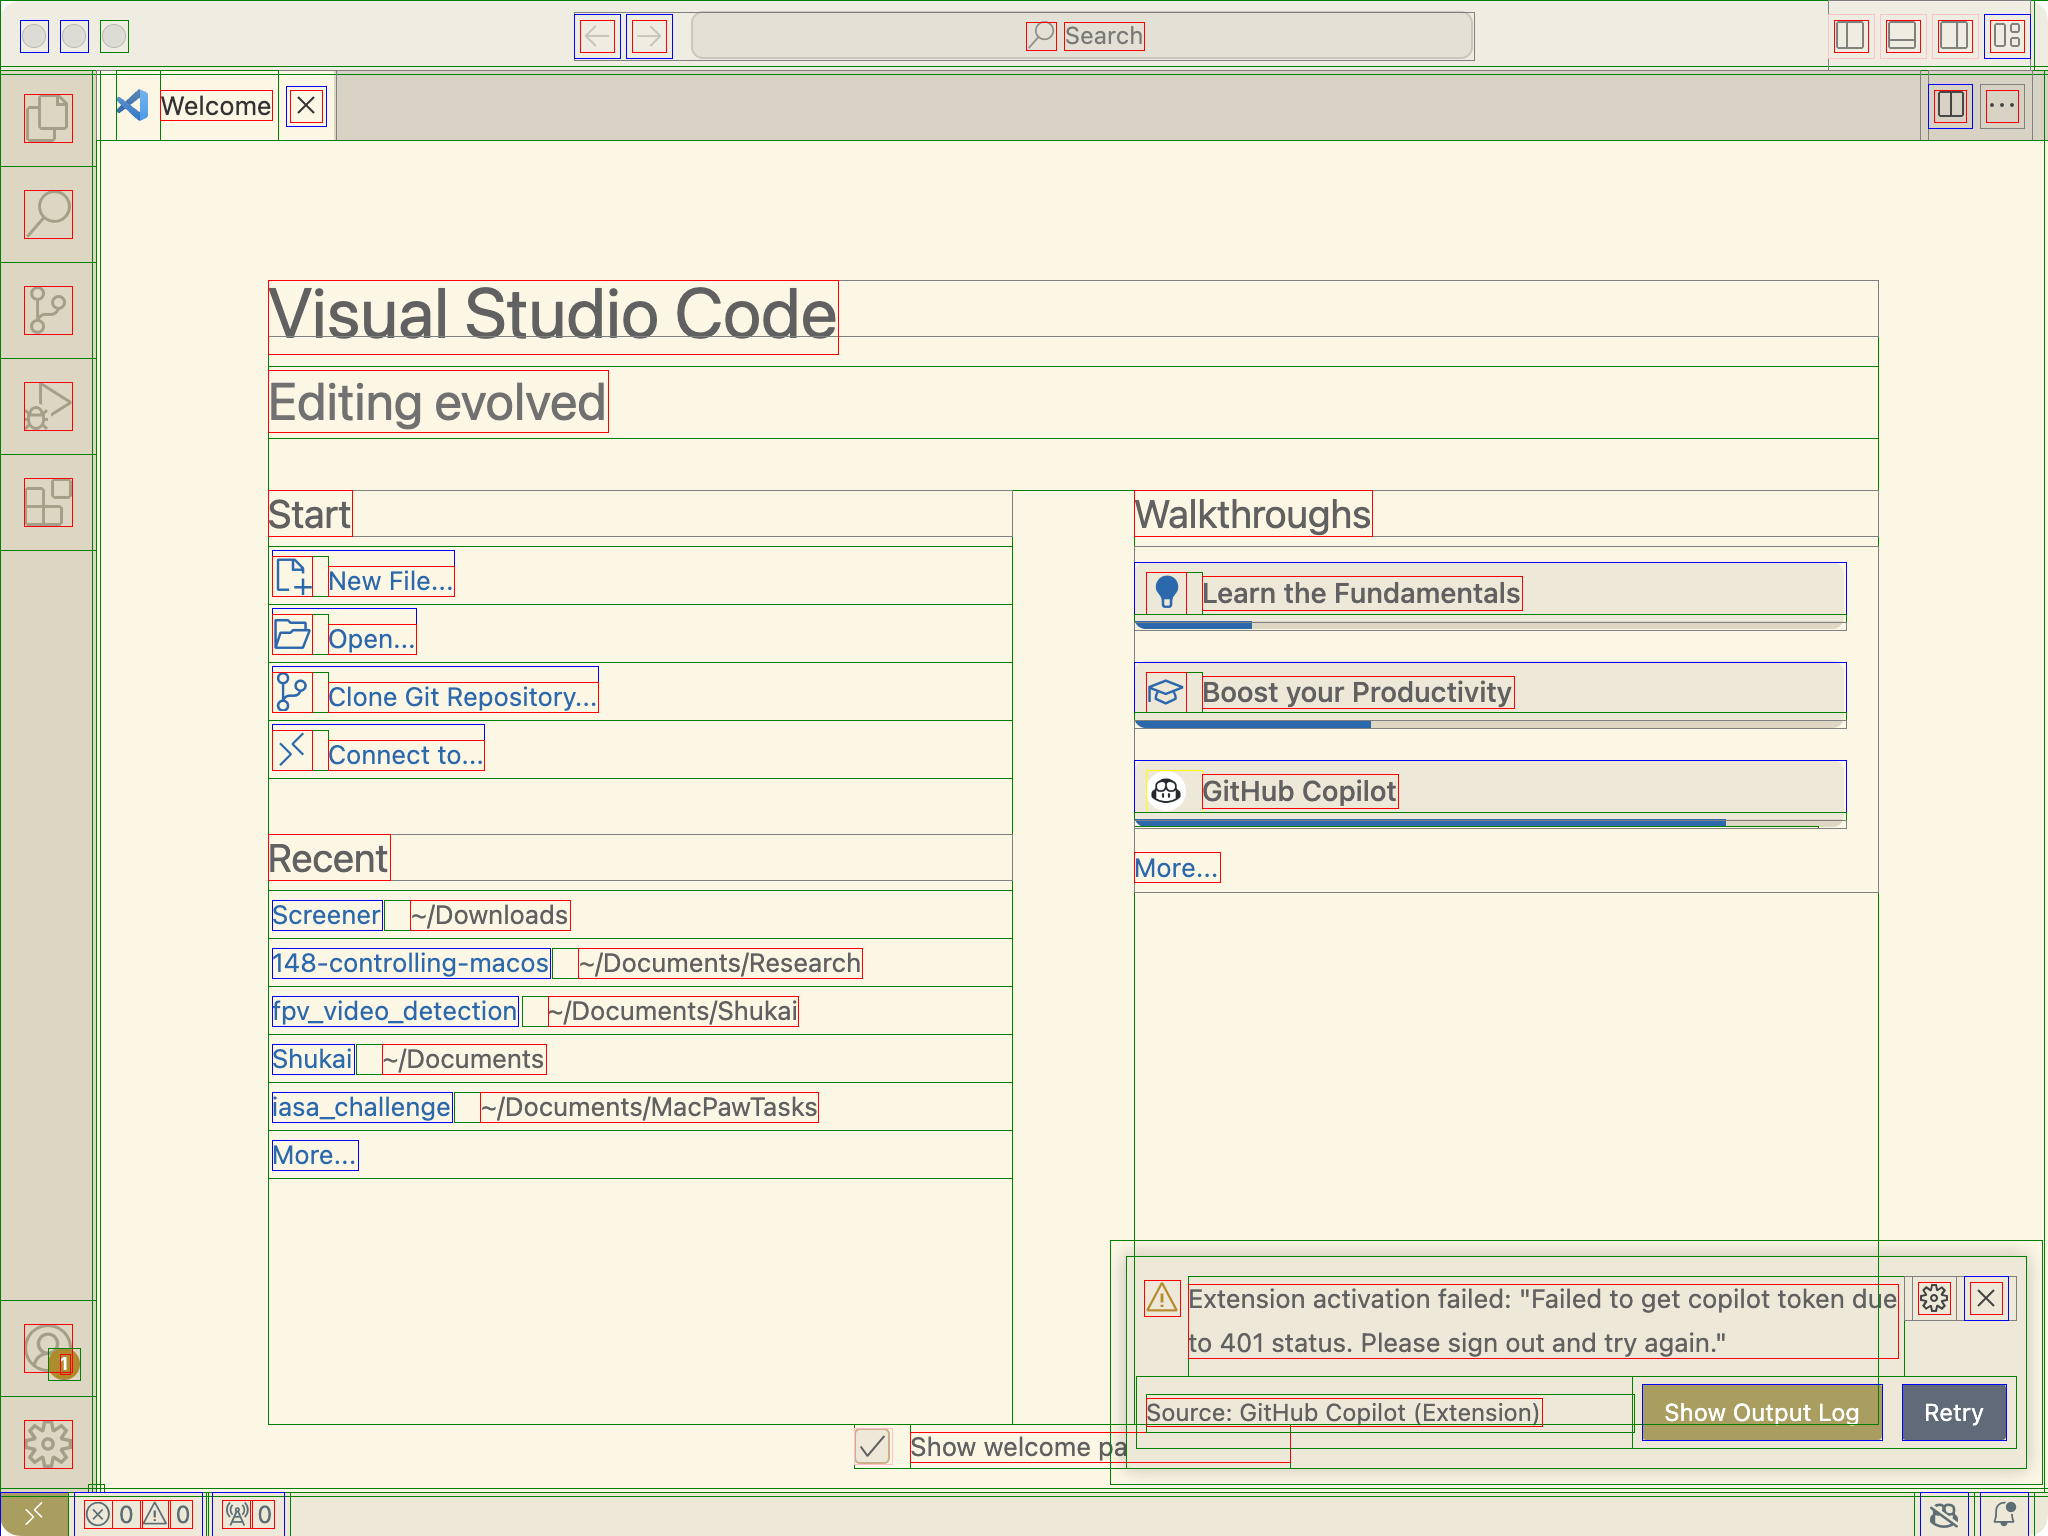 Search
Welcome
Visual Studio Code
Editing evolved
Start
New File...
Open...
Clone Git Repository...
Connect to...
Recent
Screener ~/Downloads
148-controlling-macos ~/Documents/Research
fpv_video_detection ~/Documents/Shukai
Shukai ~/Documents
iasa_challenge ~/Documents/MacPawTasks
More...
Walkthroughs
Learn the Fundamentals
Boost your Productivity
GitHub Copilot
More...
Extension activation failed: "Failed to get copilot token due
to 401 status. Please sign out and try again."
Source: GitHub Copilot (Extension)
Show Output Log
Retry
Show welcome pa
1
0 0 0